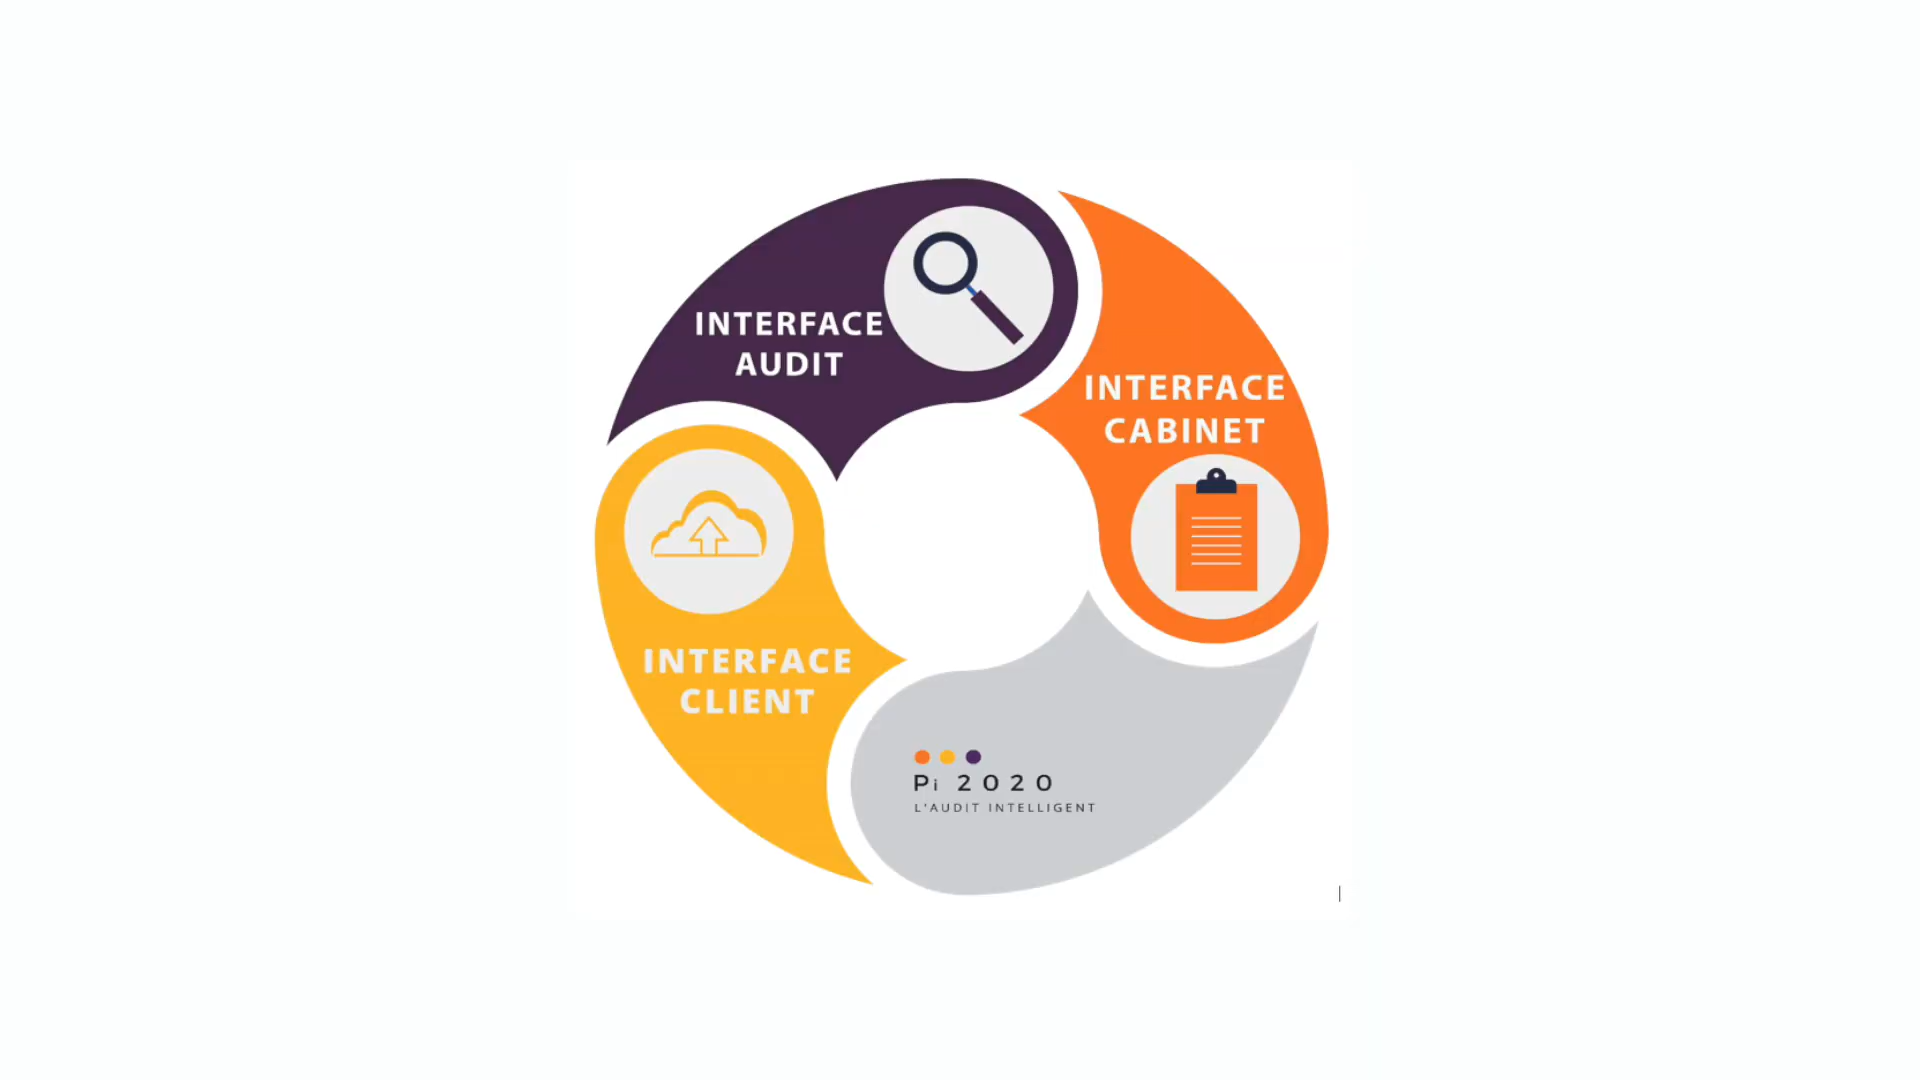 INTERFACE
AUDIT
INTERFACE
CABINET
INTERFACE
CLIENT
Pi 2020
L'AUDIT INTELLIGENT